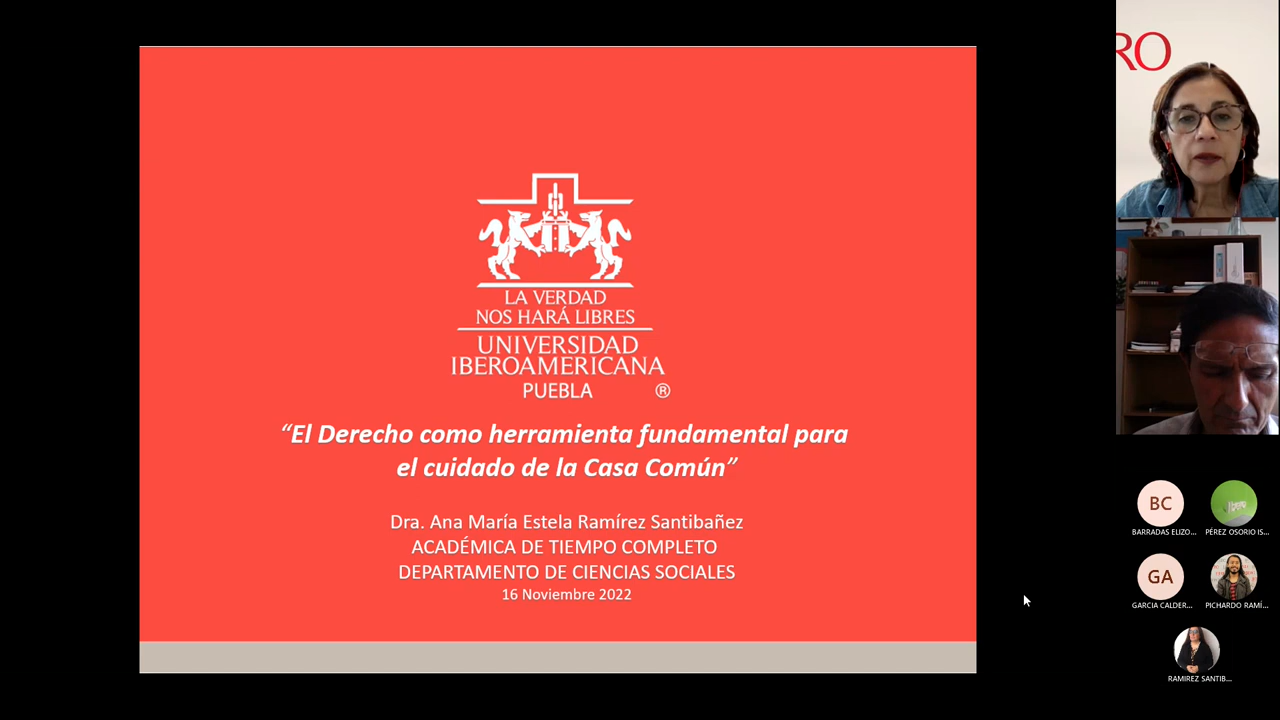 LA VERDAD
NOS HARÁ LIBRES
UNIVERSIDAD
IBEROAMERICANA
PUEBLA ®
“El Derecho como herramienta fundamental para
el cuidado de la Casa Común”
Dra. Ana María Estela Ramírez Santibañez
ACADÉMICA DE TIEMPO COMPLETO
DEPARTAMENTO DE CIENCIAS SOCIALES
16 Noviembre 2022
RO
BC
BARRADAS ELIZO...
PÉREZ OSORIO IS...
GA
GARCIA CALDER...
PICHARDO RAMÍ...
RAMIREZ SANTIB...